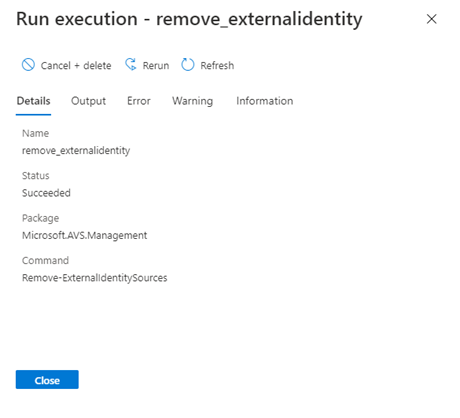 Run execution - remove_externalidentity
Cancel + delete Rerun Refresh
Details Output Error Warning Information
Name
remove_externalidentity
Status
Succeeded
Package
Microsoft.AVS.Management
Command
Remove-ExternalIdentitySources
Close